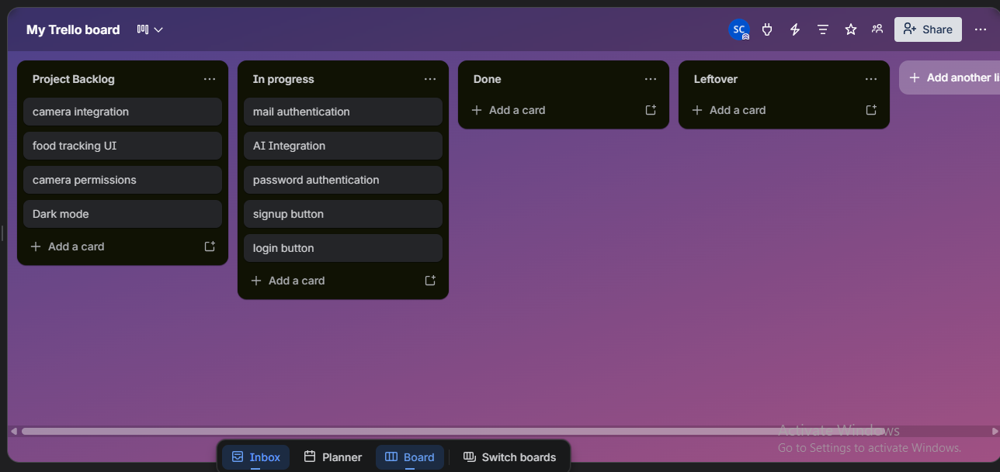 My Trello board
SC
Share
Project Backlog
camera integration
food tracking UI
camera permissions
Dark mode
Add a card
In progress
mail authentication
AI Integration
password authentication
signup button
login button
Add a card
Done
Add a card
Leftover
Add a card
Add another li
Activate Windows
Go to Settings to activate Windows.
Inbox
Planner
Board
Switch boards